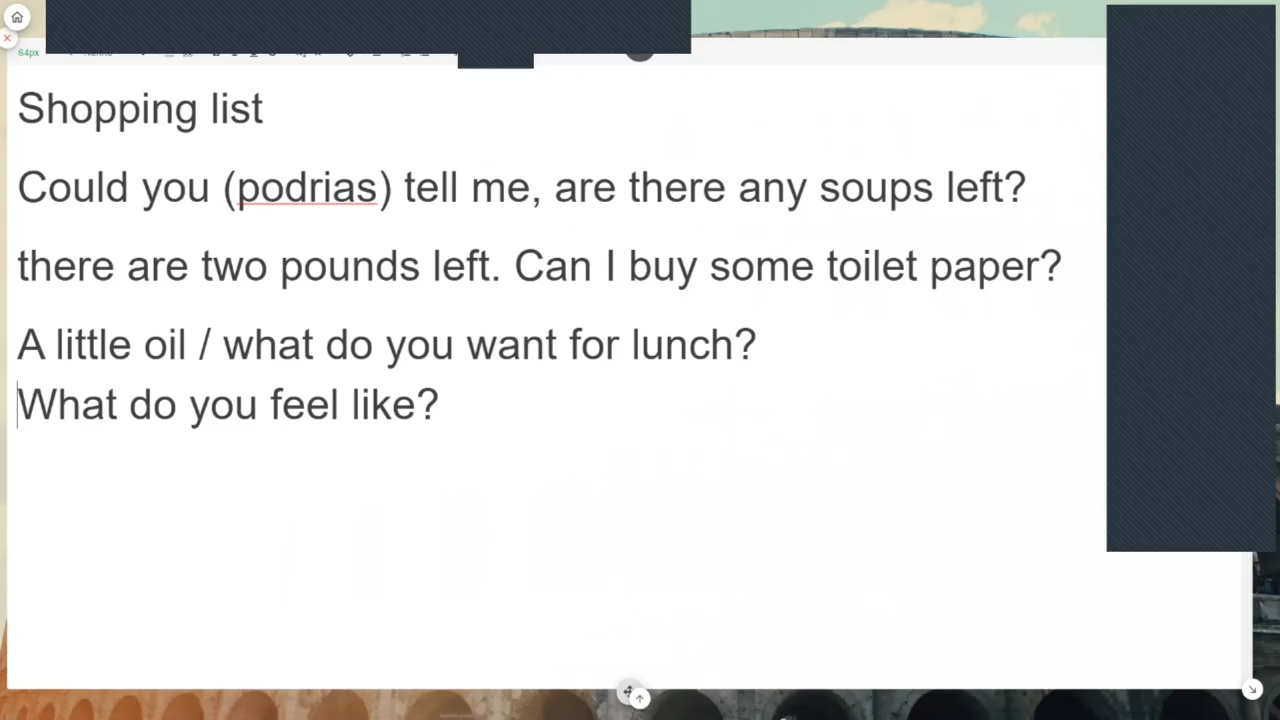 64px
Shopping list
Could you (podrias) tell me, are there any soups left?
there are two pounds left. Can I buy some toilet paper?
A little oil / what do you want for lunch?
What do you feel like?